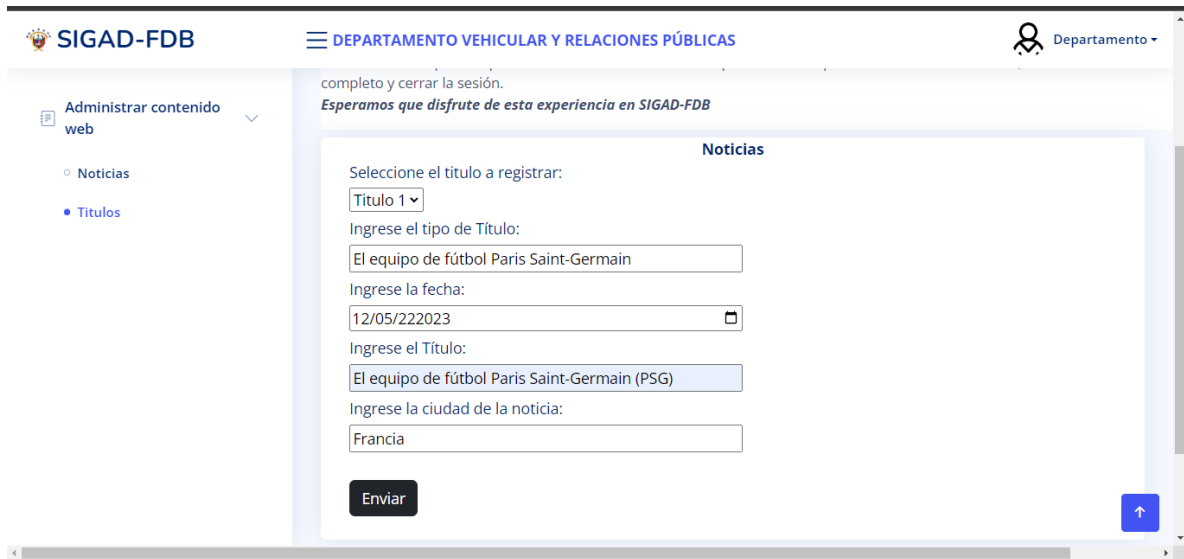 SIGAD-FDB
DEPARTAMENTO VEHICULAR Y RELACIONES PÚBLICAS
Departamento
Administrar contenido
web
Noticias
Titulos
completo y cerrar la sesión.
Esperamos que disfrute de esta experiencia en SIGAD-FDB
Noticias
Seleccione el titulo a registrar:
Titulo 1
Ingrese el tipo de Título:
El equipo de fútbol Paris Saint-Germain
Ingrese la fecha:
12/05/222023
Ingrese el Título:
El equipo de fútbol Paris Saint-Germain (PSG)
Ingrese la ciudad de la noticia:
Francia
Enviar